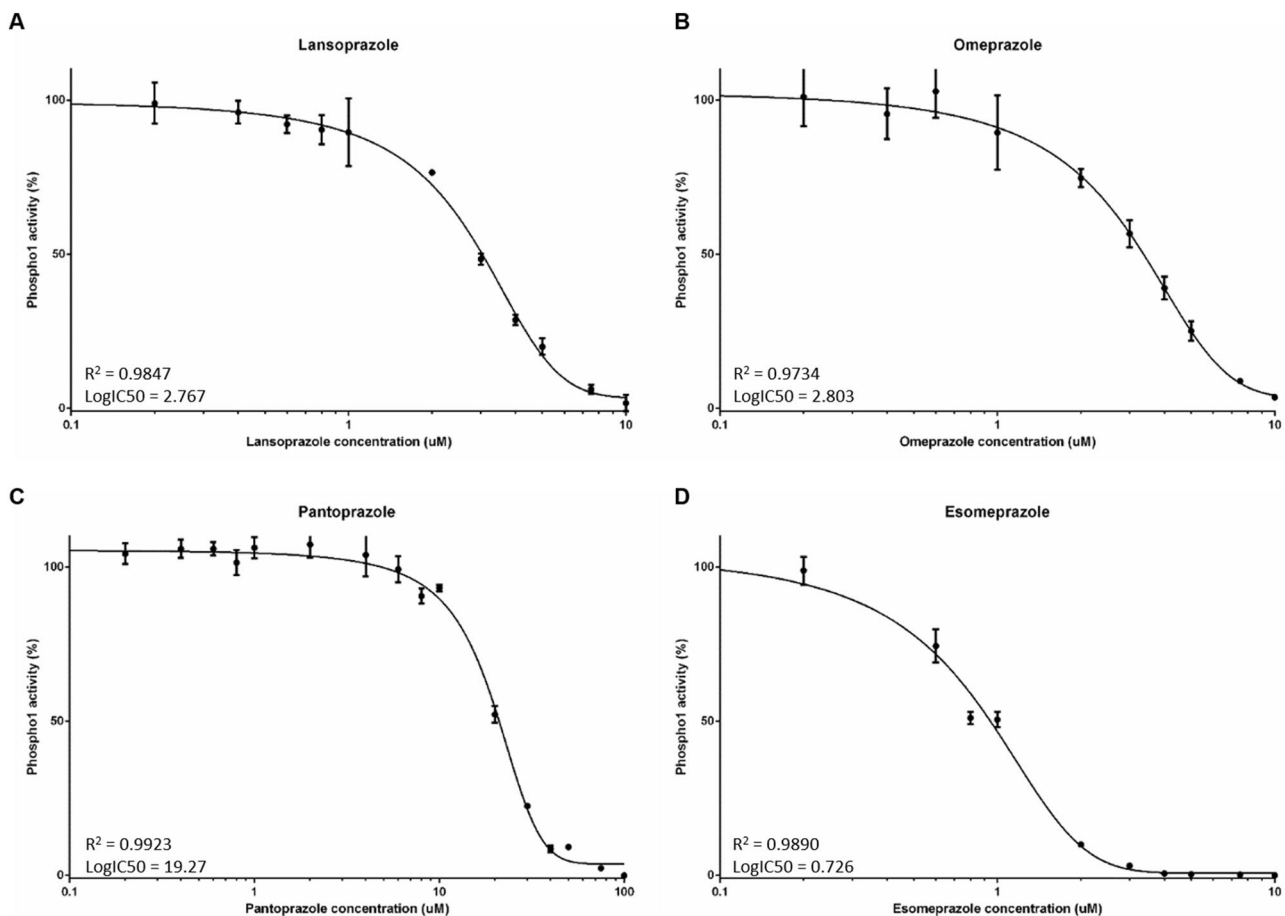 A
Lansoprazole
100
50
0
Phospho1 activity (%)
R² = 0.9847
LogIC50 = 2.767
0.1 1 10
Lansoprazole concentration (uM)
B
Omeprazole
100
50
0
Phospho1 activity (%)
R² = 0.9734
LogIC50 = 2.803
0.1 1 10
Omeprazole concentration (uM)
C
Pantoprazole
100
50
0
Phospho1 activity (%)
R² = 0.9923
LogIC50 = 19.27
0.1 1 10 100
Pantoprazole concentration (uM)
D
Esomeprazole
100
50
0
Phospho1 activity (%)
R² = 0.9890
LogIC50 = 0.726
0.1 1 10
Esomeprazole concentration (uM)